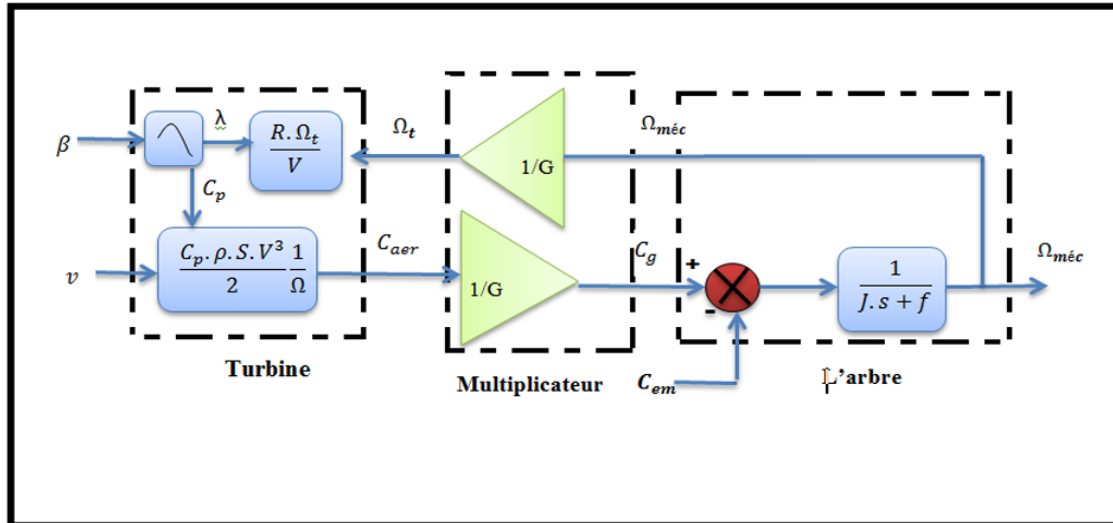 β
λ
R.Ω_t / V
Ω_t
1/G
Ω_méc
C_p
C_p.ρ.S.V³ / 2 1/Ω
v
C_aer
1/G
C_g
+
-
1 / J.s + f
Ω_méc
C_em
Turbine
Multiplicateur
L'arbre